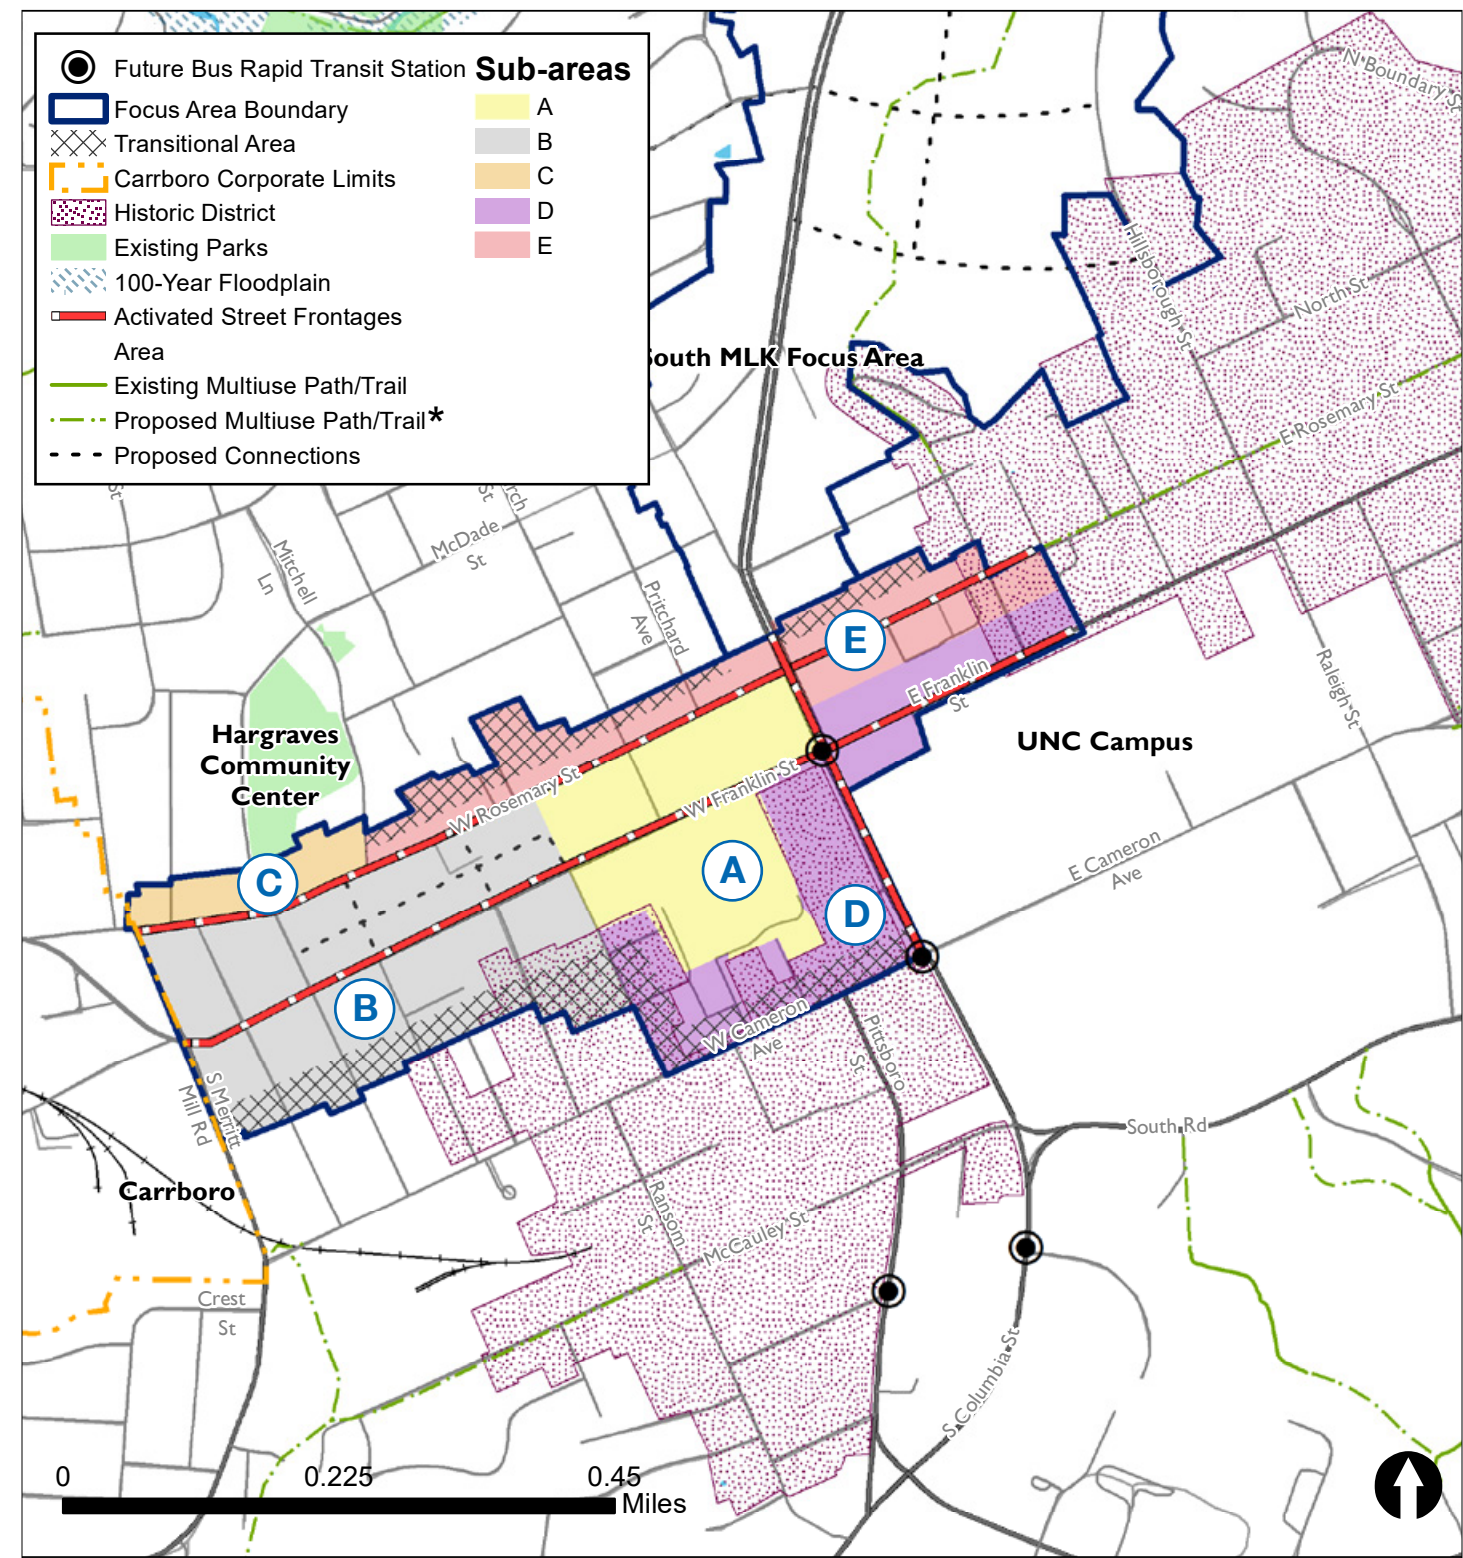 Future Bus Rapid Transit Station
Focus Area Boundary
Transitional Area
Carrboro Corporate Limits
Historic District
Existing Parks
100-Year Floodplain
Activated Street Frontages
Area
Existing Multiuse Path/Trail
Proposed Multiuse Path/Trail*
Proposed Connections
Sub-areas
A
B
C
D
E
N Boundary St
Hillsborough St
North St
E Rosemary St
South MLK Focus Area
St
St
McDade
St
Mitchell
Ln
Pritchard
Ave
E
E Franklin
St
Raleigh St
UNC Campus
Hargraves
Community
Center
W Rosemary St
W Franklin St
A
E Cameron
Ave
C
D
B
W Cameron
Ave
Pittsboro
St
S Merritt
Mill Rd
South Rd
Carrboro
Ransom
St
McCauley St
Crest
St
S Columbia St
0
0.225
0.45
Miles